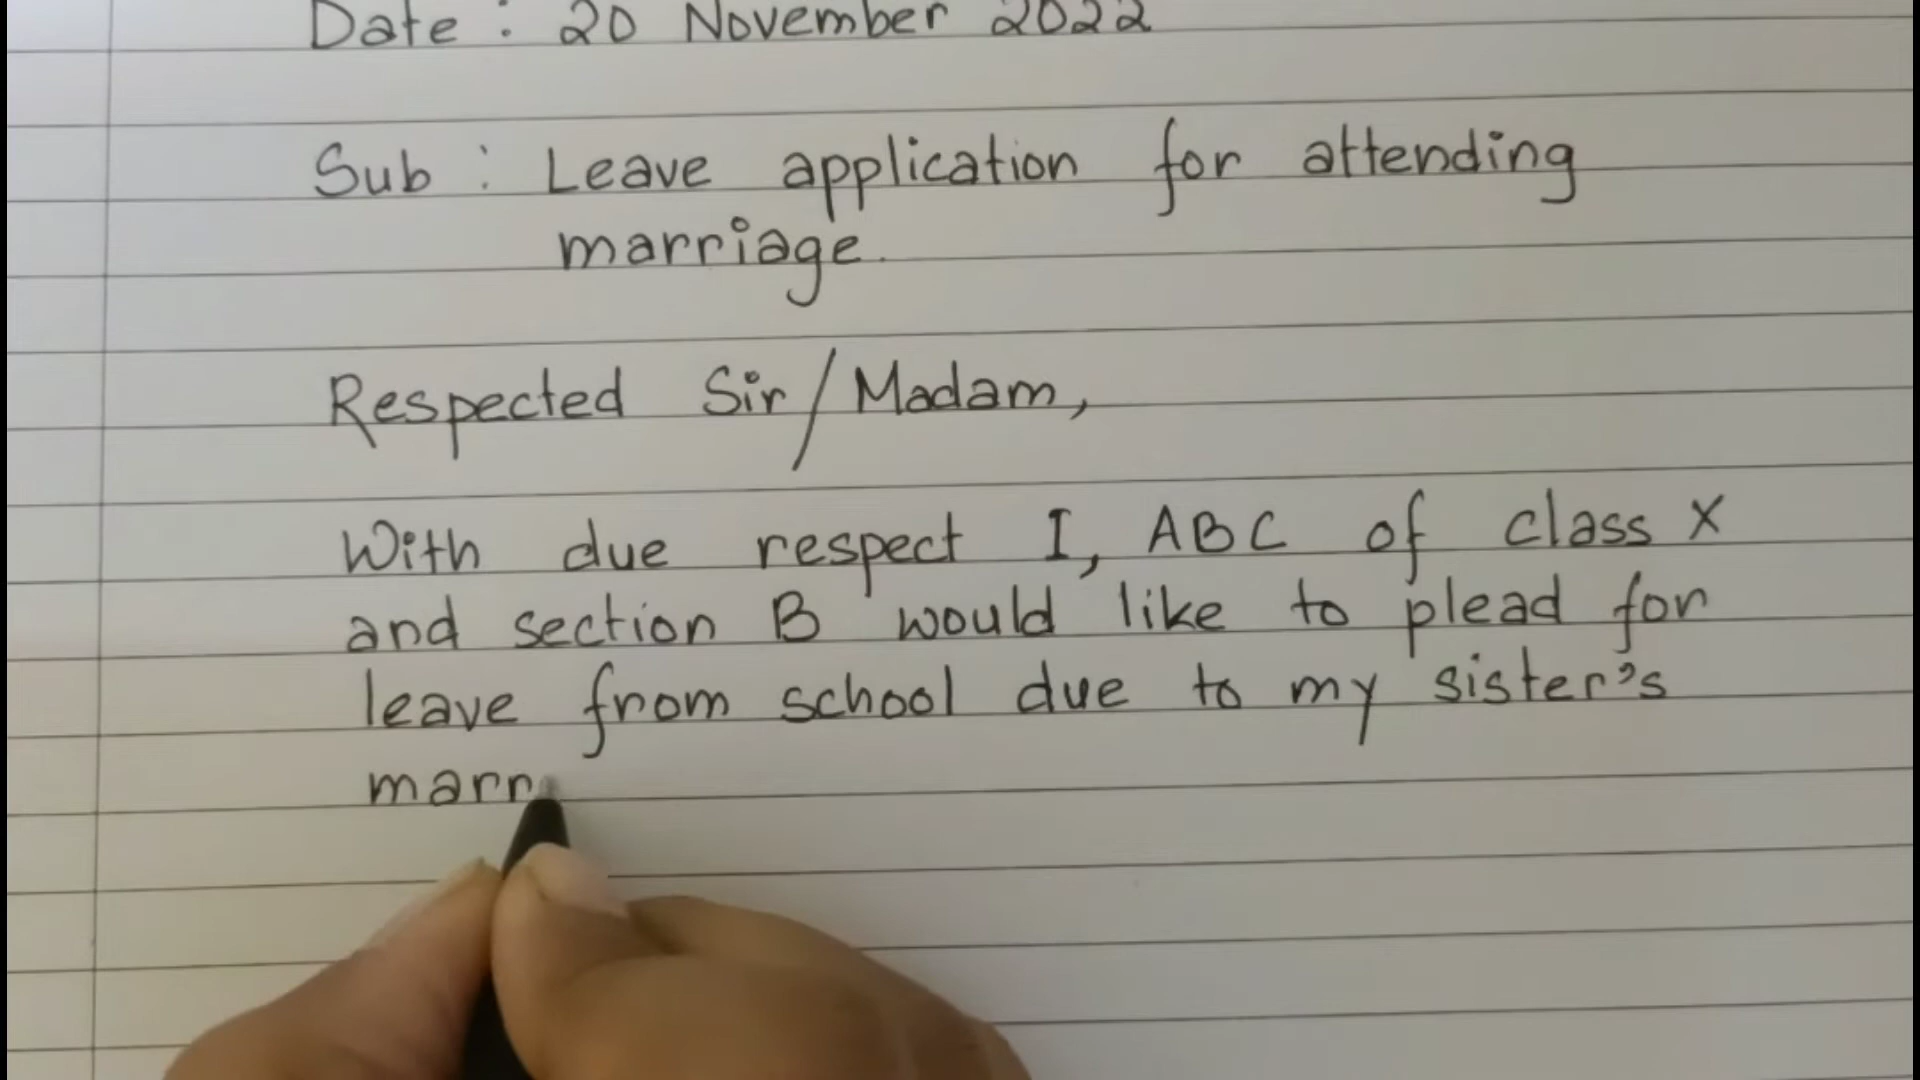 Date : 20 November 2022
Sub : Leave application for attending
marriage.
Respected Sir/Madam,
With due respect I, ABC of class X
and section B would like to plead for
leave from school due to my sister's
marr